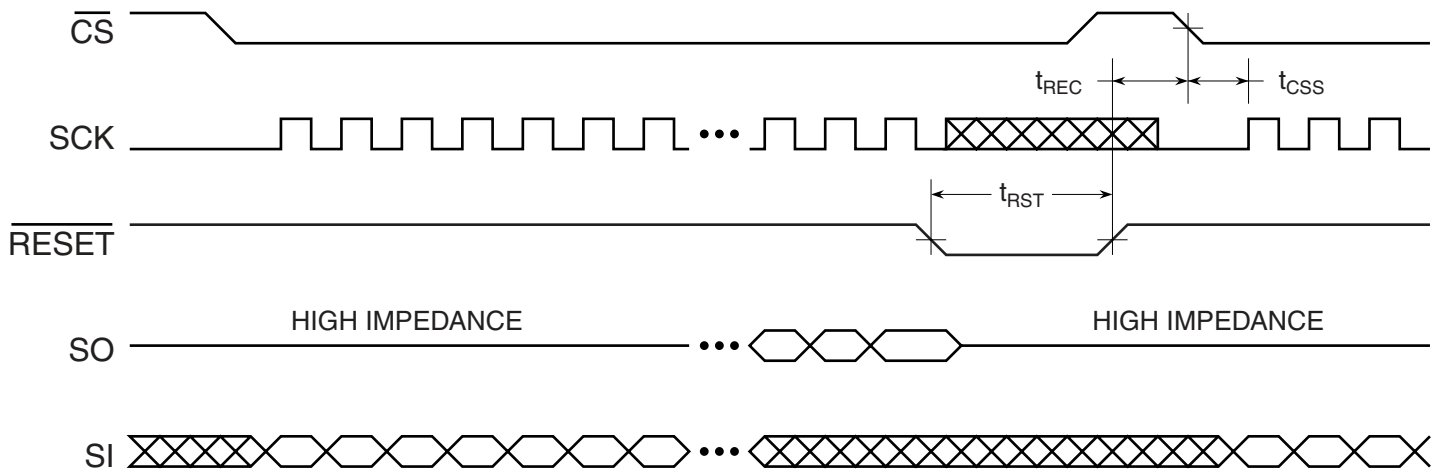 CS
tREC
tCSS
SCK
•••
tRST
RESET
HIGH IMPEDANCE
HIGH IMPEDANCE
SO
•••
SI
•••